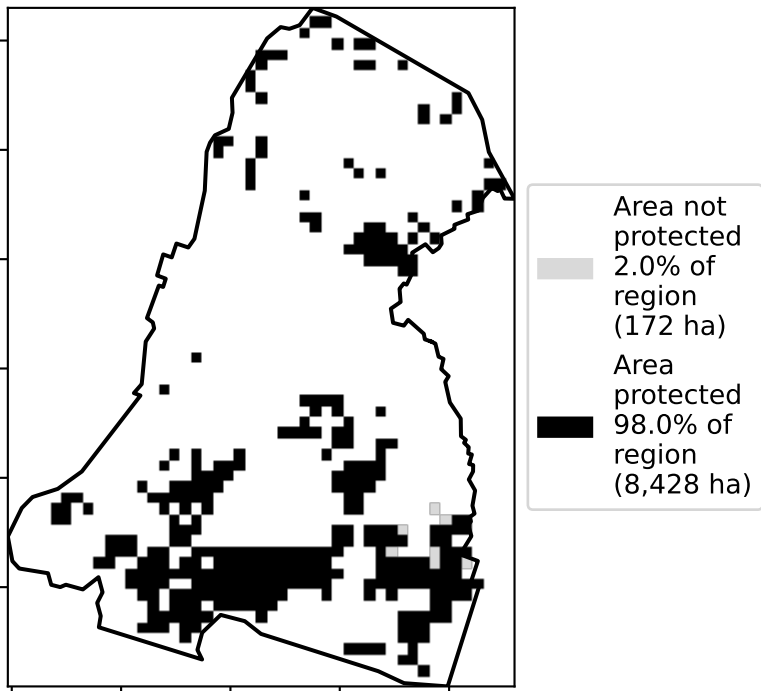 Area not
protected
2.0% of
region
(172 ha)
Area
protected
98.0% of
region
(8,428 ha)